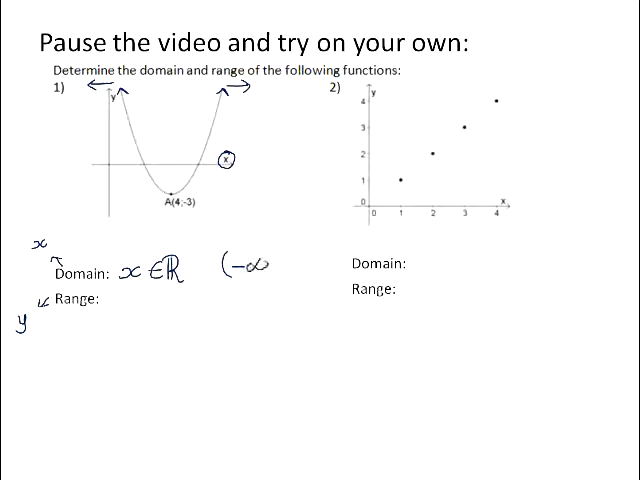 Pause the video and try on your own:
Determine the domain and range of the following functions:
1)
y
x
A(4;-3)
2)
y
4
3
2
1
0
x
0 1 2 3 4
x
Domain: x ∈ ℝ (-∞
Range:
y
Domain:
Range: